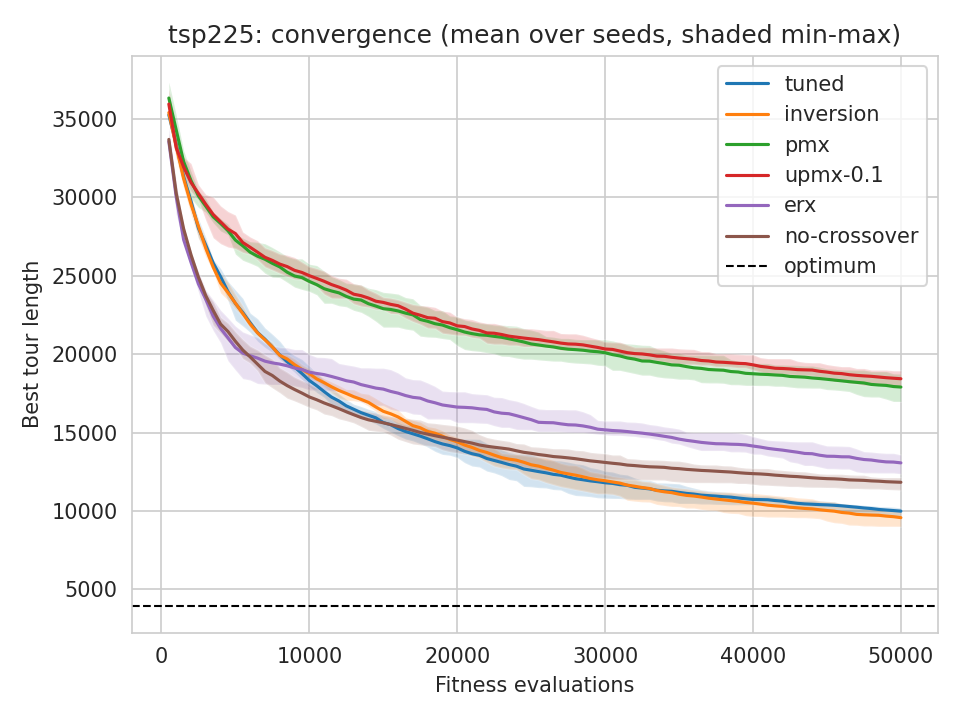 tsp225: convergence (mean over seeds, shaded min-max)
Best tour length
35000
30000
25000
20000
15000
10000
5000
tuned
inversion
pmx
upmx-0.1
erx
no-crossover
optimum
0
10000
20000
30000
40000
50000
Fitness evaluations